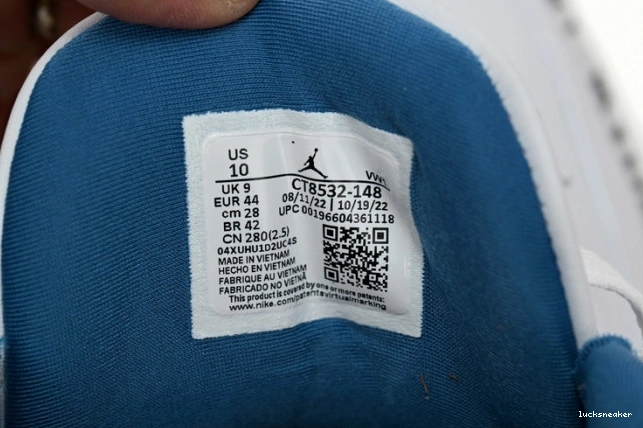 US
10
VW1
UK 9
EUR 44
cm 28
BR 42
CN 280(2.5)
04XUHU1D2UC4S
MADE IN VIETNAM
HECHO EN VIETNAM
FABRIQUE AU VIETNAM
FABRICADO NO VIETNÃ
CT8532-148
08/11/22 | 10/19/22
UPC 00196604361118
This product is covered by one or more patents:
www.nike.com/patentsvirtualmarking
lucksneaker